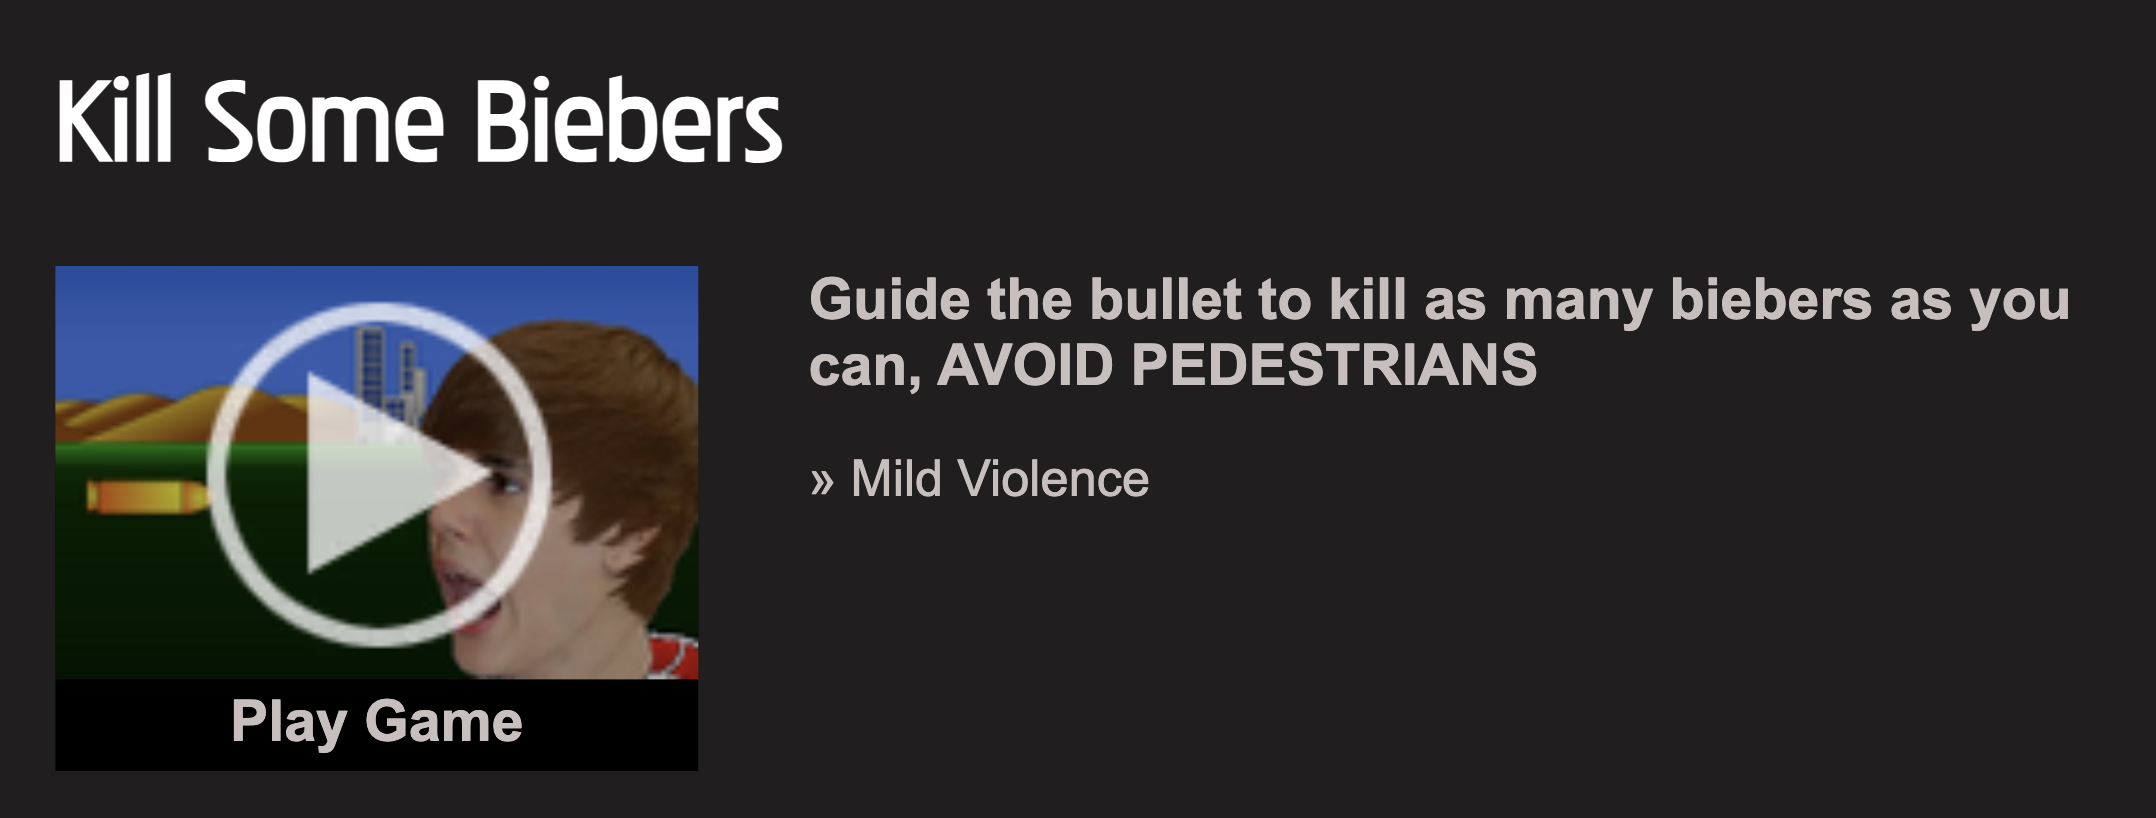 Kill Some Biebers
Guide the bullet to kill as many biebers as you
can, AVOID PEDESTRIANS
» Mild Violence
Play Game